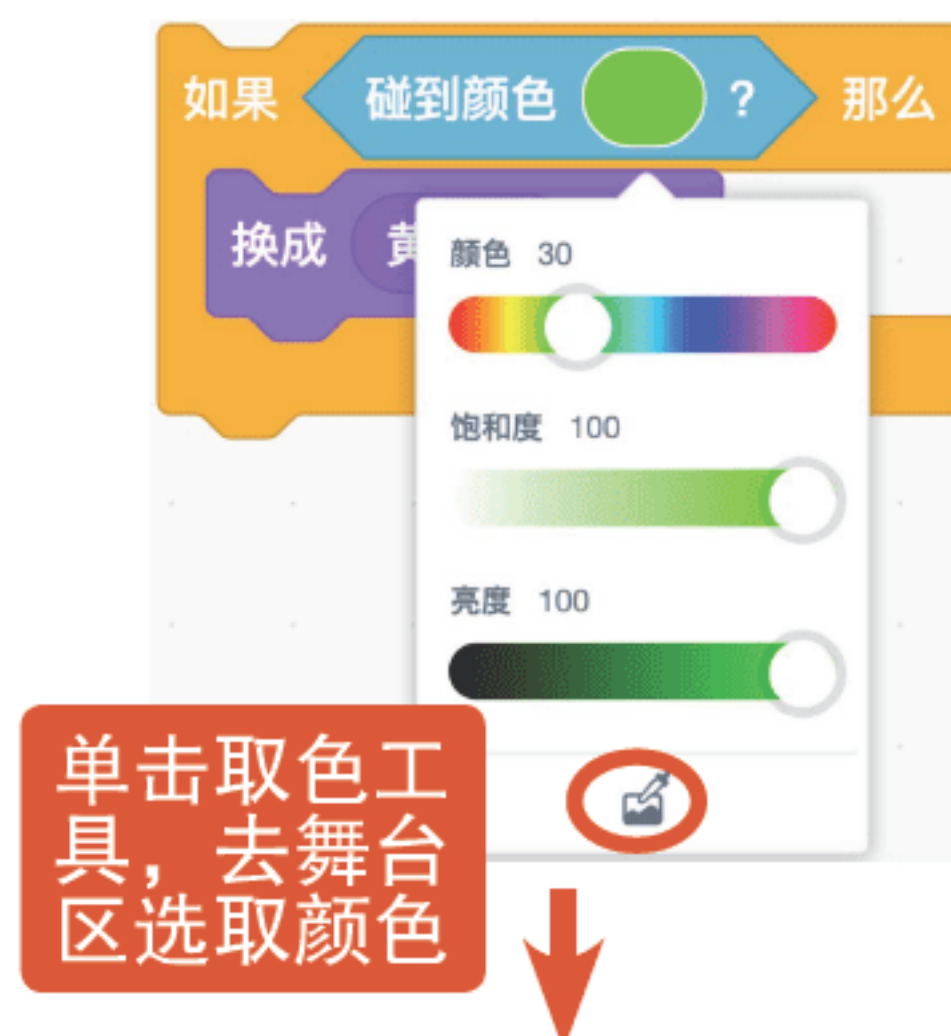 如果 碰到颜色 ? 那么
换成 黄
颜色 30
饱和度 100
亮度 100
单击取色工
具，去舞台
区选取颜色